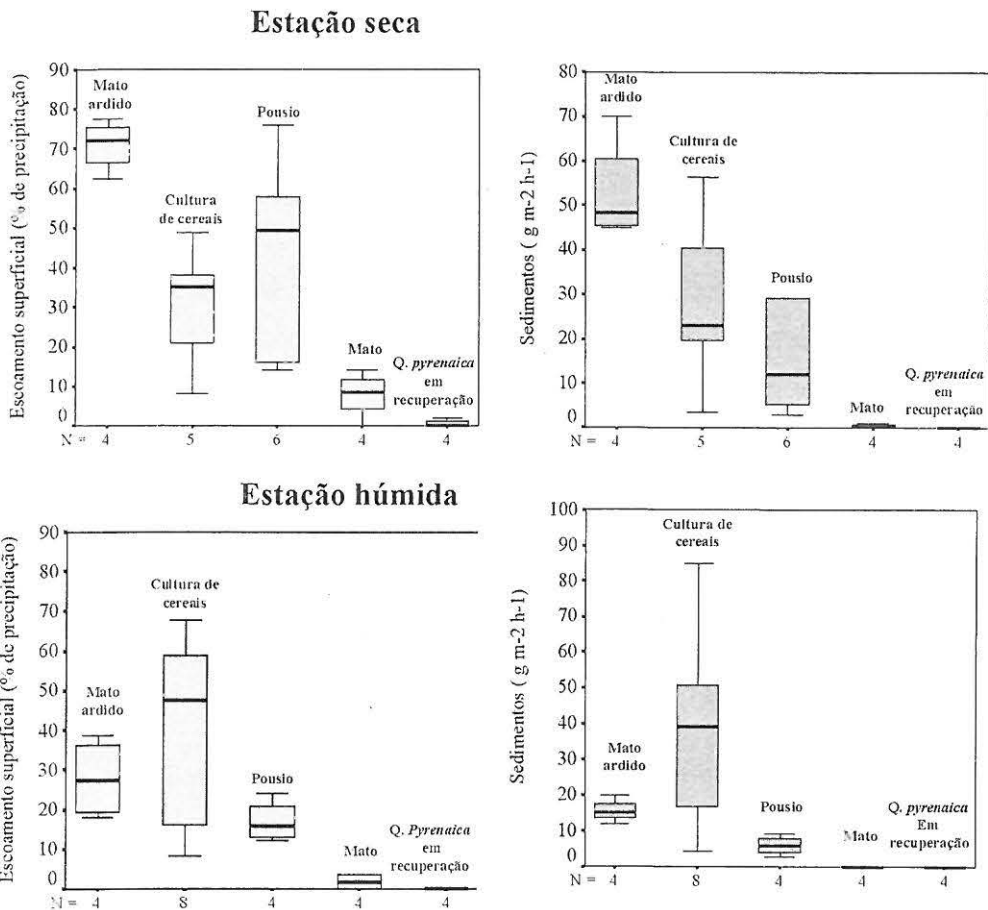 Estação seca
Escoamento superficial (% de precipitação)
90
80
70
60
50
40
30
20
10
0
Mato
ardido
Cultura
de cereais
Pousio
Mato
Q. pyrenaica
em
recuperação
N = 4 5 6 4 4
Sedimentos ( g m-2 h-1)
80
70
60
50
40
30
20
10
0
Mato
ardido
Cultura de
cereais
Pousio
Mato
Q. pyrenaica
em
recuperação
N = 4 5 6 4 4
Estação húmida
Escoamento superficial (% de precipitação)
90
80
70
60
50
40
30
20
10
0
Mato
ardido
Cultura de
cereais
Pousio
Mato
Q. Pyrenaica
em
recuperação
N = 4 8 4 4 4
Sedimentos ( g m-2 h-1)
100
90
80
70
60
50
40
30
20
10
0
Mato
ardido
Cultura de
cereais
Pousio
Mato
Q. pyrenaica
Em
recuperação
N = 4 8 4 4 4